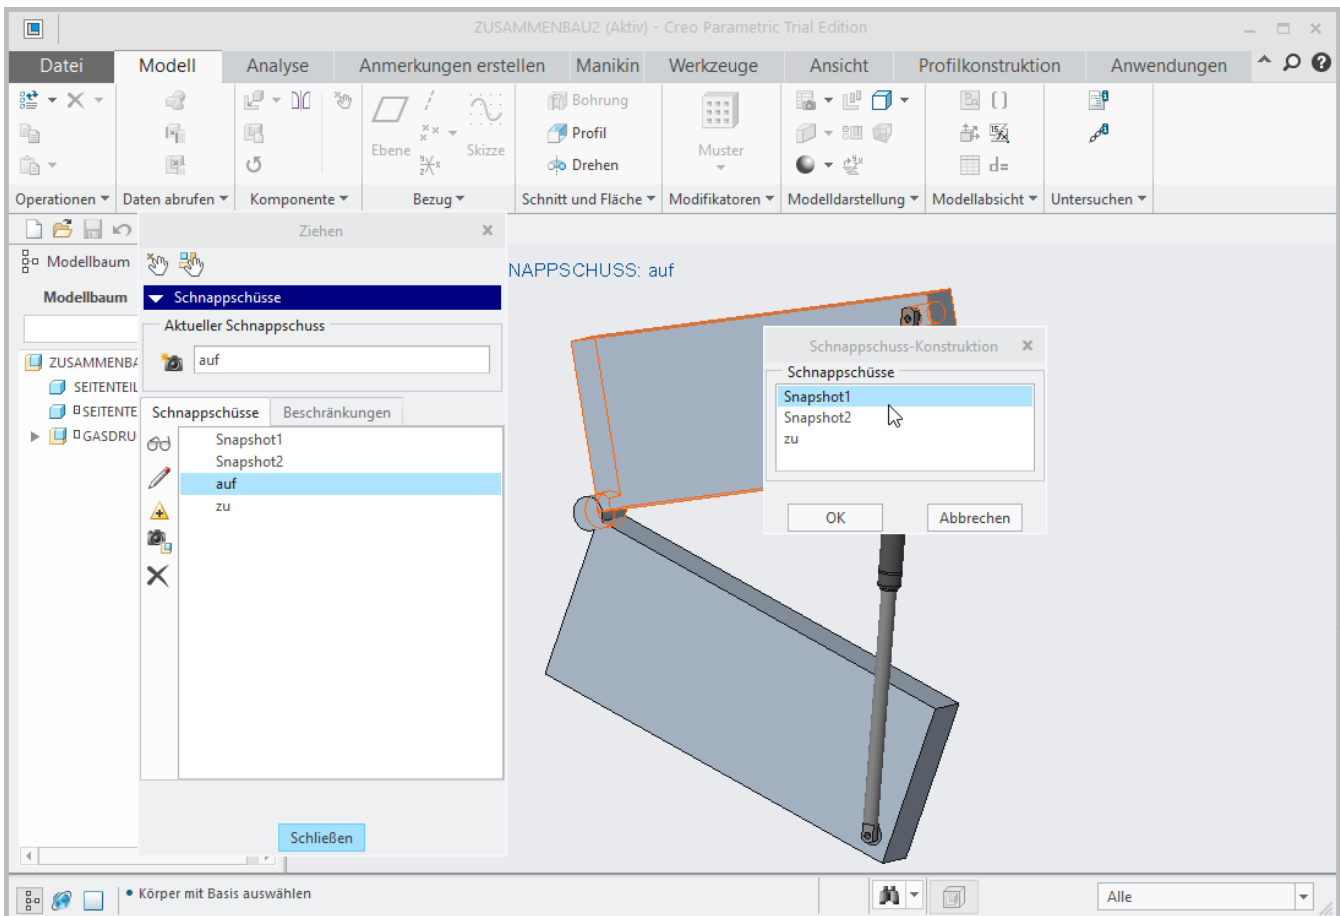 ZUSAMMENBAU2 (Aktiv) - Creo Parametric Trial Edition
Datei Modell Analyse Anmerkungen erstellen Manikin Werkzeuge Ansicht Profilkonstruktion Anwendungen
Bohrung
Profil
Ebene Skizze Muster
Drehen
d=
Operationen Daten abrufen Komponente Bezug Schnitt und Fläche Modifikatoren Modelldarstellung Modellabsicht Untersuchen
Ziehen
Modellbaum
NAPPSCHUSS: auf
Modellbaum
Schnappschüsse
Aktueller Schnappschuss
auf
ZUSAMMENBA
SEITENTEIL
SEITENTE
GASDRU
Schnappschüsse Beschränkungen
Snapshot1
Snapshot2
auf
zu
Schließen
Schnappschuss-Konstruktion
Schnappschüsse
Snapshot1
Snapshot2
zu
OK Abbrechen
Körper mit Basis auswählen
Alle